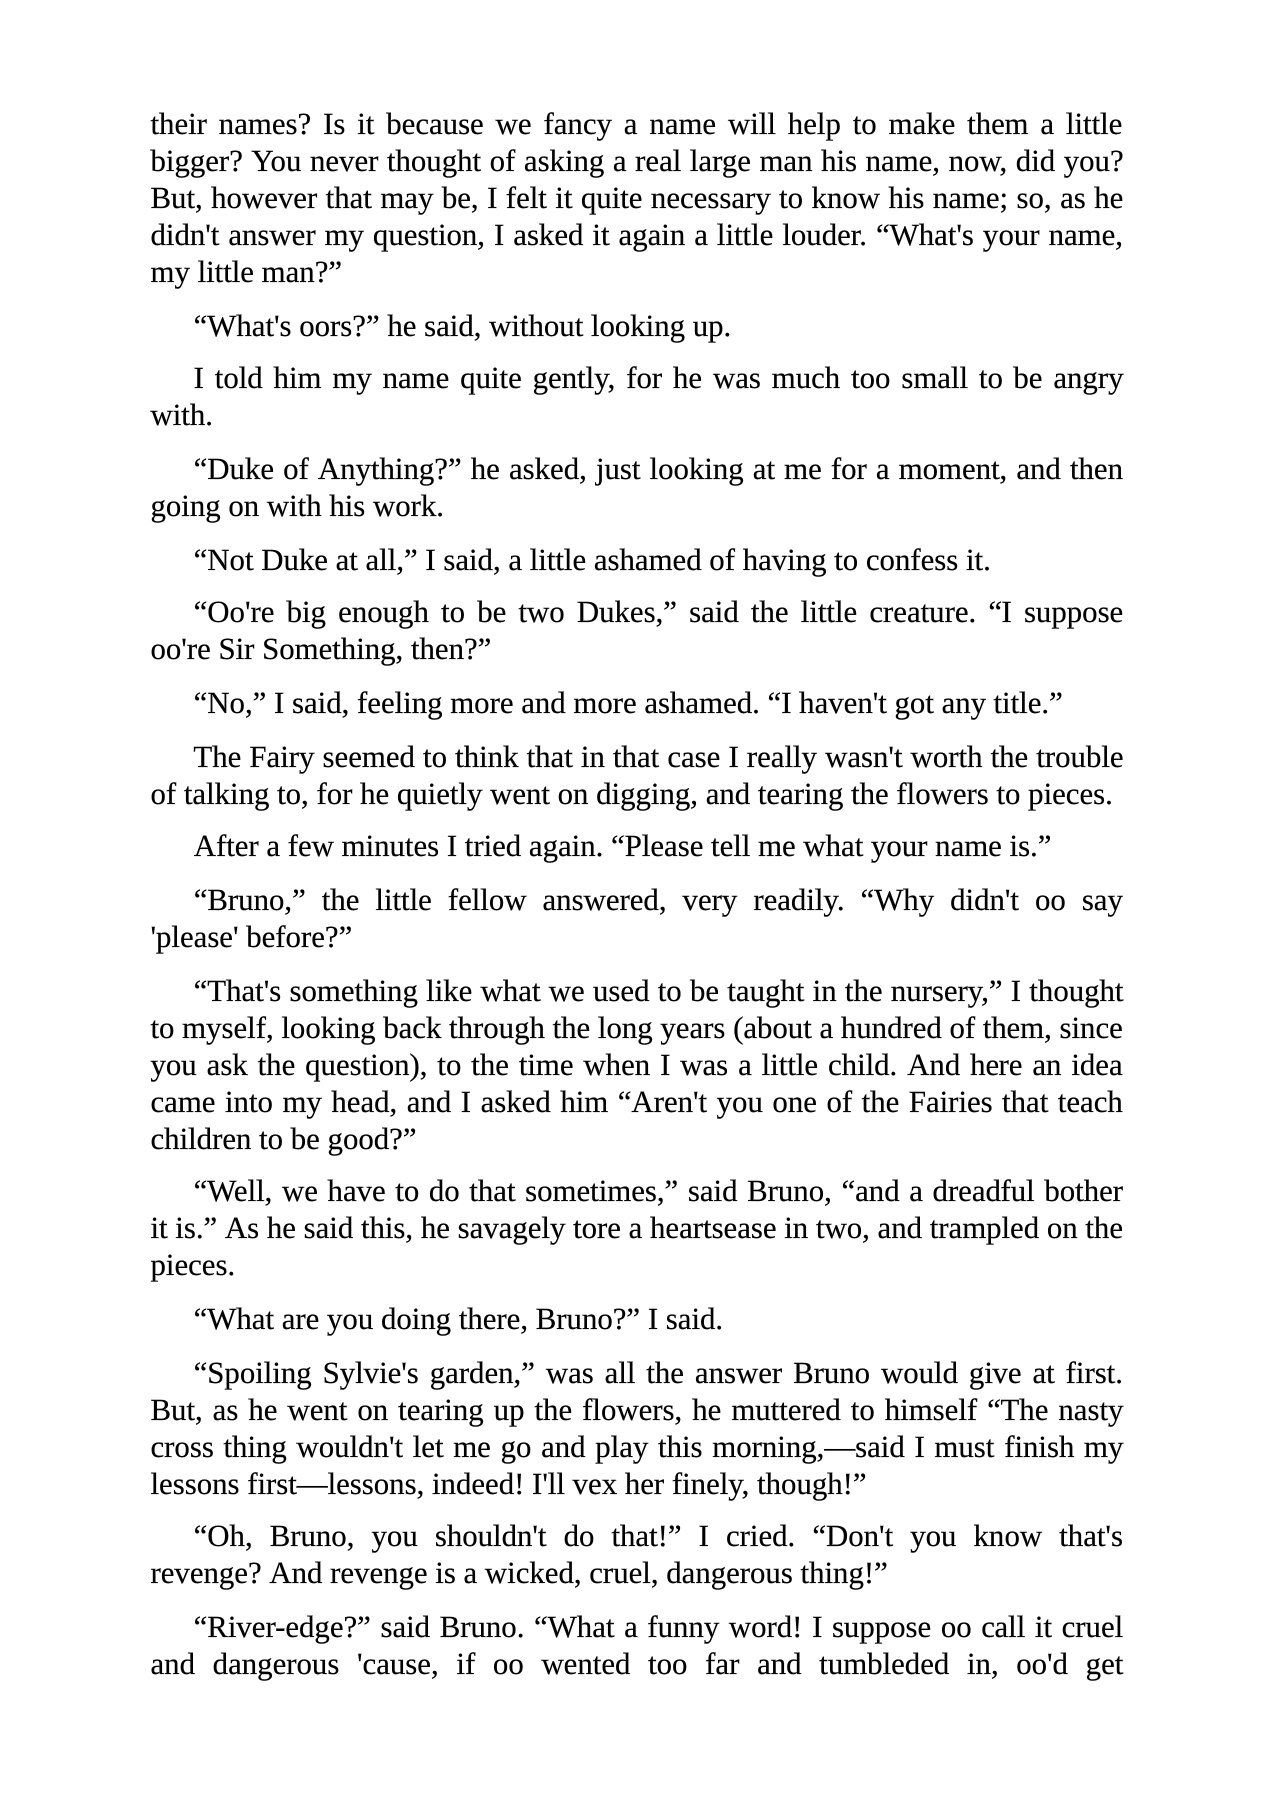 their names? Is it because we fancy a name will help to make them a little
bigger? You never thought of asking a real large man his name, now, did you?
But, however that may be, I felt it quite necessary to know his name; so, as he
didn't answer my question, I asked it again a little louder. “What's your name,
my little man?”
“What's oors?” he said, without looking up.
I told him my name quite gently, for he was much too small to be angry
with.
“Duke of Anything?” he asked, just looking at me for a moment, and then
going on with his work.
“Not Duke at all,” I said, a little ashamed of having to confess it.
“Oo're big enough to be two Dukes,” said the little creature. “I suppose
oo're Sir Something, then?”
“No,” I said, feeling more and more ashamed. “I haven't got any title.”
The Fairy seemed to think that in that case I really wasn't worth the trouble
of talking to, for he quietly went on digging, and tearing the flowers to pieces.
After a few minutes I tried again. “Please tell me what your name is.”
“Bruno,” the little fellow answered, very readily. “Why didn't oo say
'please' before?”
“That's something like what we used to be taught in the nursery,” I thought
to myself, looking back through the long years (about a hundred of them, since
you ask the question), to the time when I was a little child. And here an idea
came into my head, and I asked him “Aren't you one of the Fairies that teach
children to be good?”
“Well, we have to do that sometimes,” said Bruno, “and a dreadful bother
it is.” As he said this, he savagely tore a heartsease in two, and trampled on the
pieces.
“What are you doing there, Bruno?” I said.
“Spoiling Sylvie's garden,” was all the answer Bruno would give at first.
But, as he went on tearing up the flowers, he muttered to himself “The nasty
cross thing wouldn't let me go and play this morning,—said I must finish my
lessons first—lessons, indeed! I'll vex her finely, though!”
“Oh, Bruno, you shouldn't do that!” I cried. “Don't you know that's
revenge? And revenge is a wicked, cruel, dangerous thing!”
“River-edge?” said Bruno. “What a funny word! I suppose oo call it cruel
and dangerous 'cause, if oo wented too far and tumbleded in, oo'd get